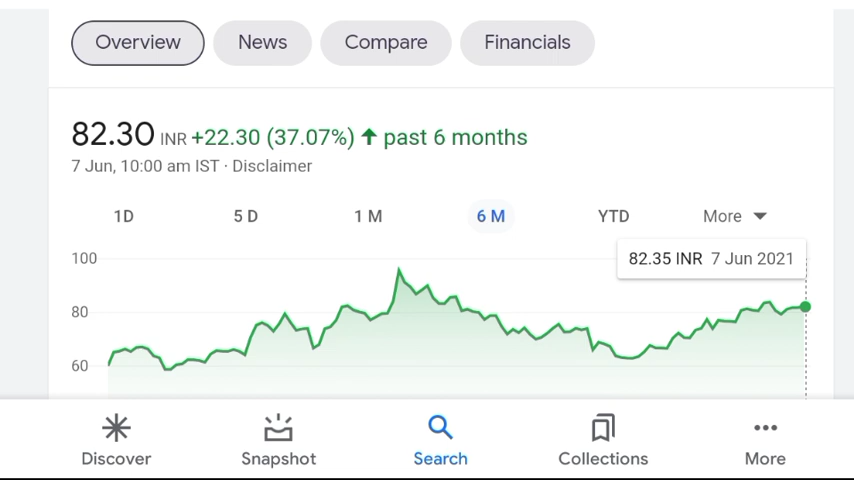 Overview News Compare Financials
82.30 INR +22.30 (37.07%) ↑ past 6 months
7 Jun, 10:00 am IST · Disclaimer
1D 5 D 1 M 6 M YTD More
82.35 INR 7 Jun 2021
100
80
60
Discover Snapshot Search Collections More